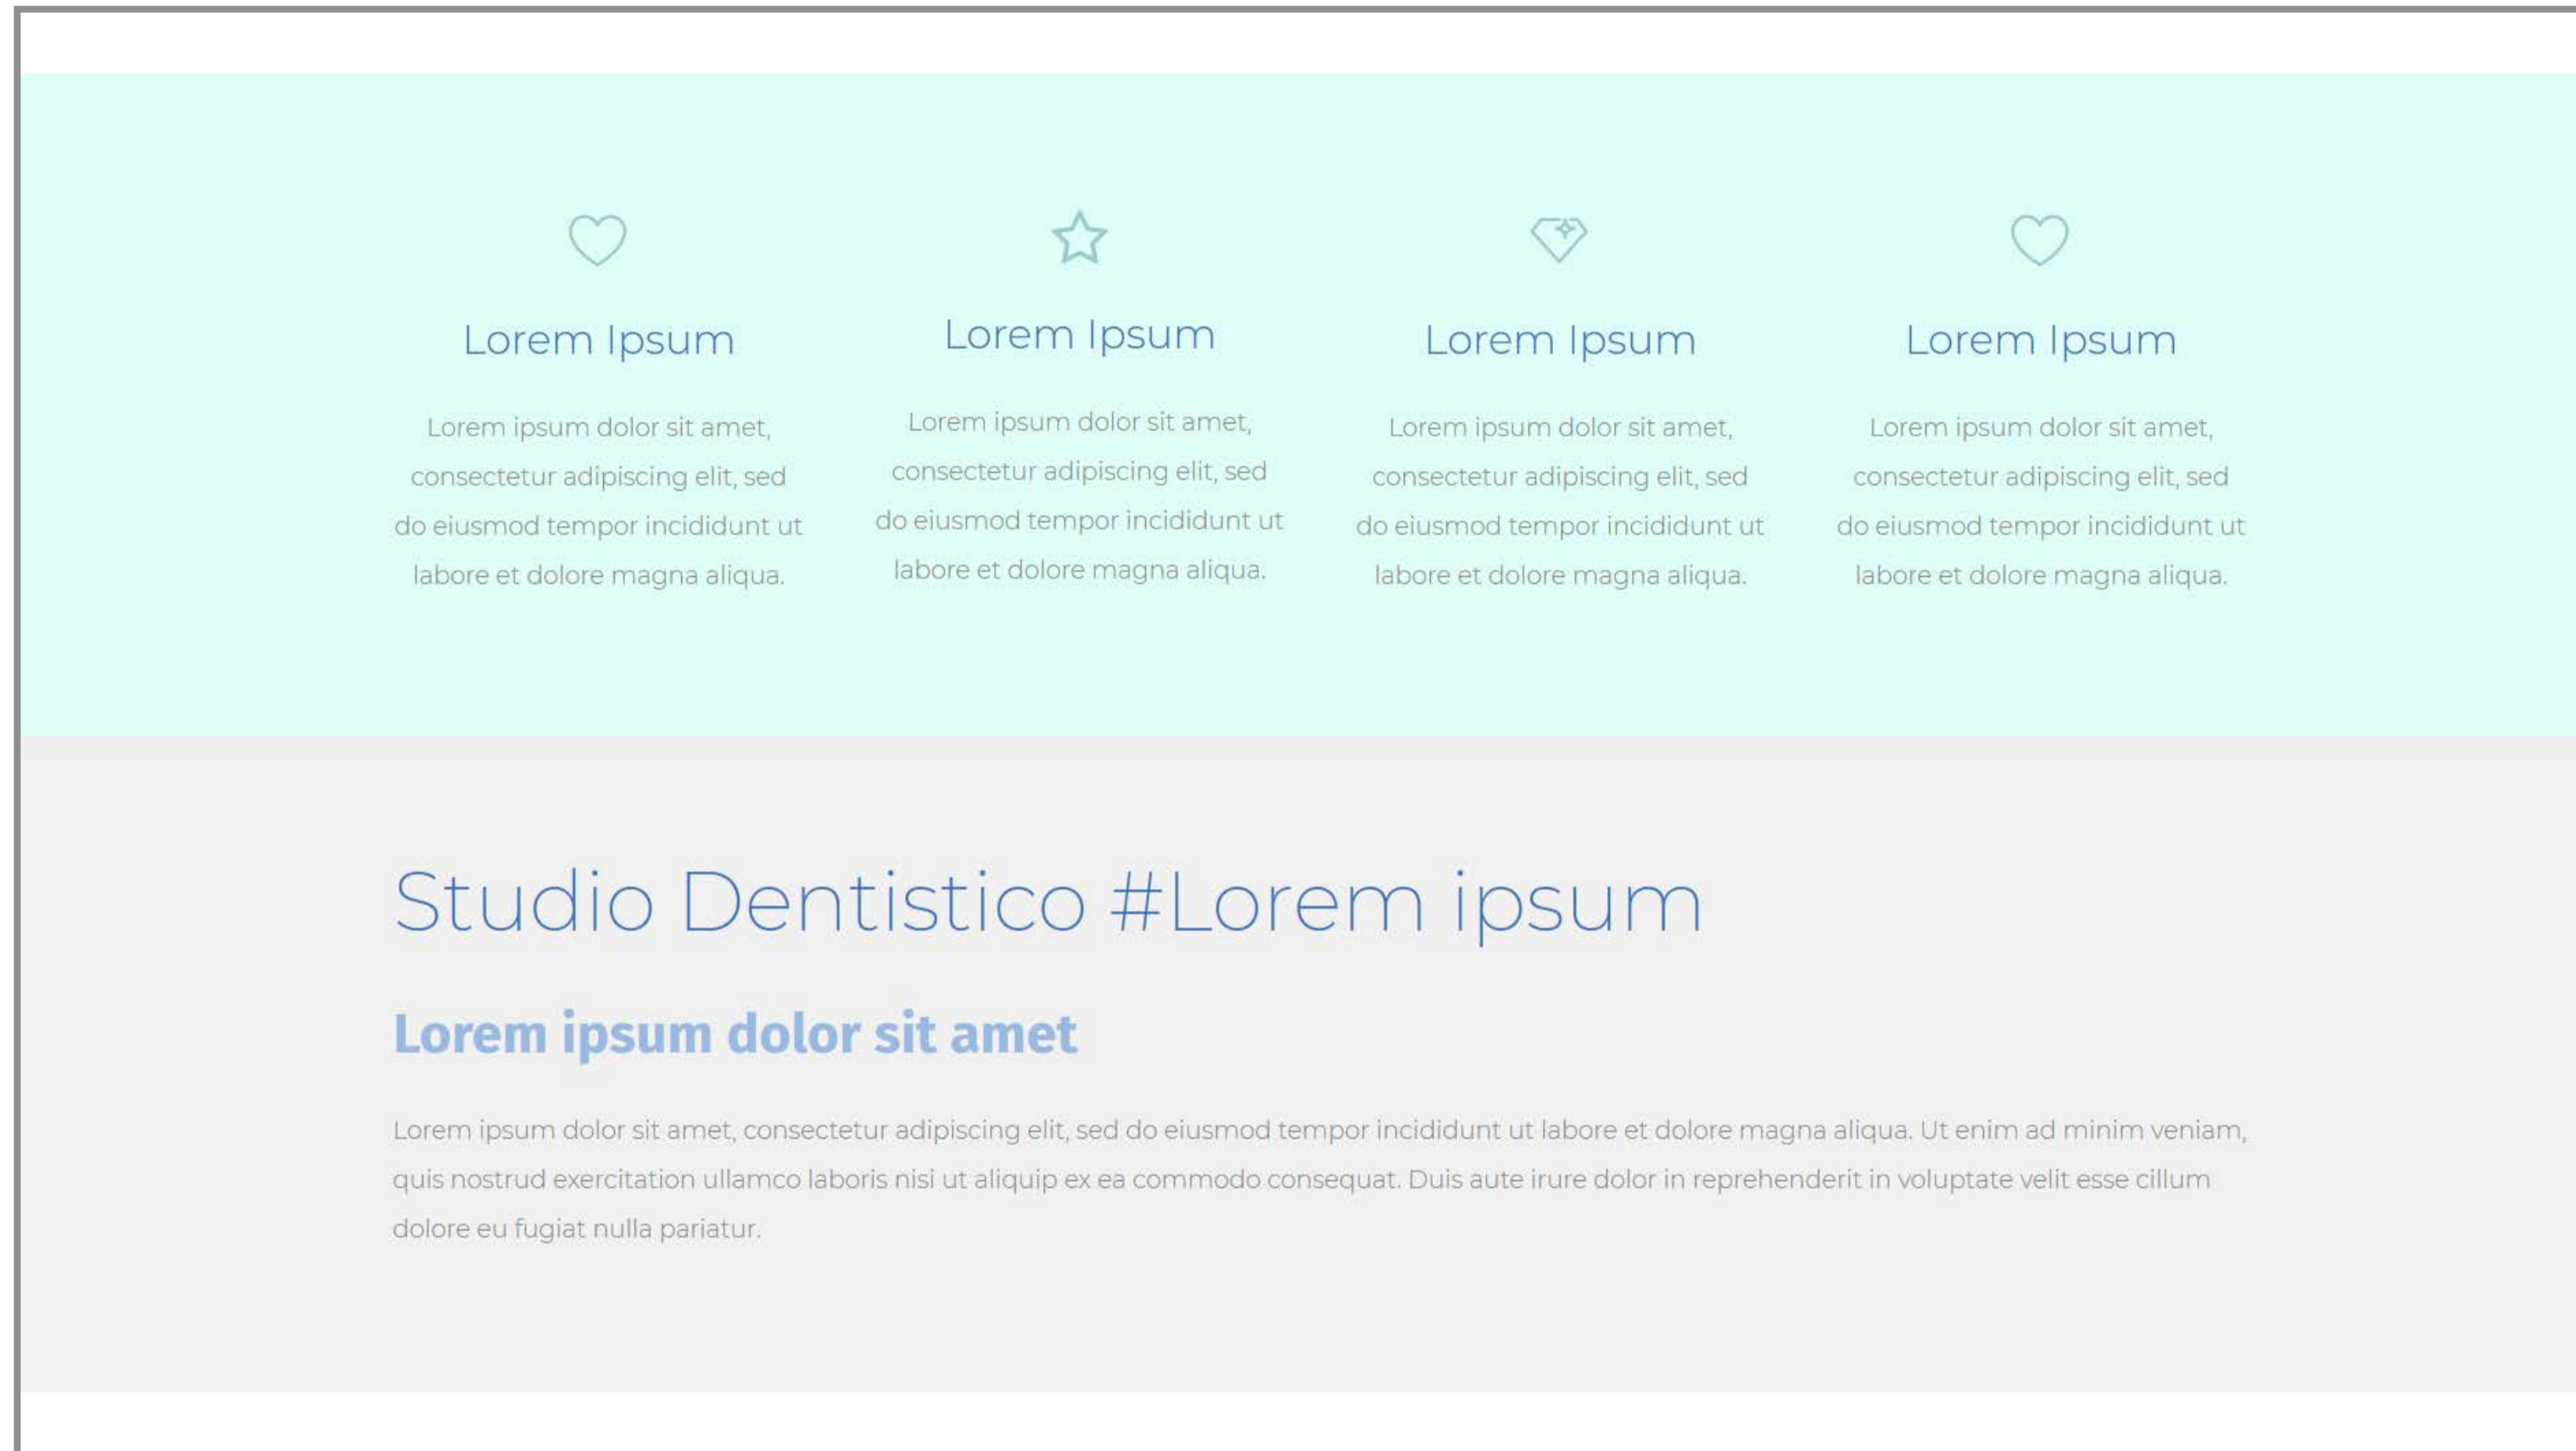 Lorem Ipsum
Lorem ipsum dolor sit amet,
consectetur adipiscing elit, sed
do eiusmod tempor incididunt ut
labore et dolore magna aliqua.
Lorem Ipsum
Lorem ipsum dolor sit amet,
consectetur adipiscing elit, sed
do eiusmod tempor incididunt ut
labore et dolore magna aliqua.
Lorem Ipsum
Lorem ipsum dolor sit amet,
consectetur adipiscing elit, sed
do eiusmod tempor incididunt ut
labore et dolore magna aliqua.
Lorem Ipsum
Lorem ipsum dolor sit amet,
consectetur adipiscing elit, sed
do eiusmod tempor incididunt ut
labore et dolore magna aliqua.
Studio Dentistico #Lorem ipsum
Lorem ipsum dolor sit amet
Lorem ipsum dolor sit amet, consectetur adipiscing elit, sed do eiusmod tempor incididunt ut labore et dolore magna aliqua. Ut enim ad minim veniam,
quis nostrud exercitation ullamco laboris nisi ut aliquip ex ea commodo consequat. Duis aute irure dolor in reprehenderit in voluptate velit esse cillum
dolore eu fugiat nulla pariatur.